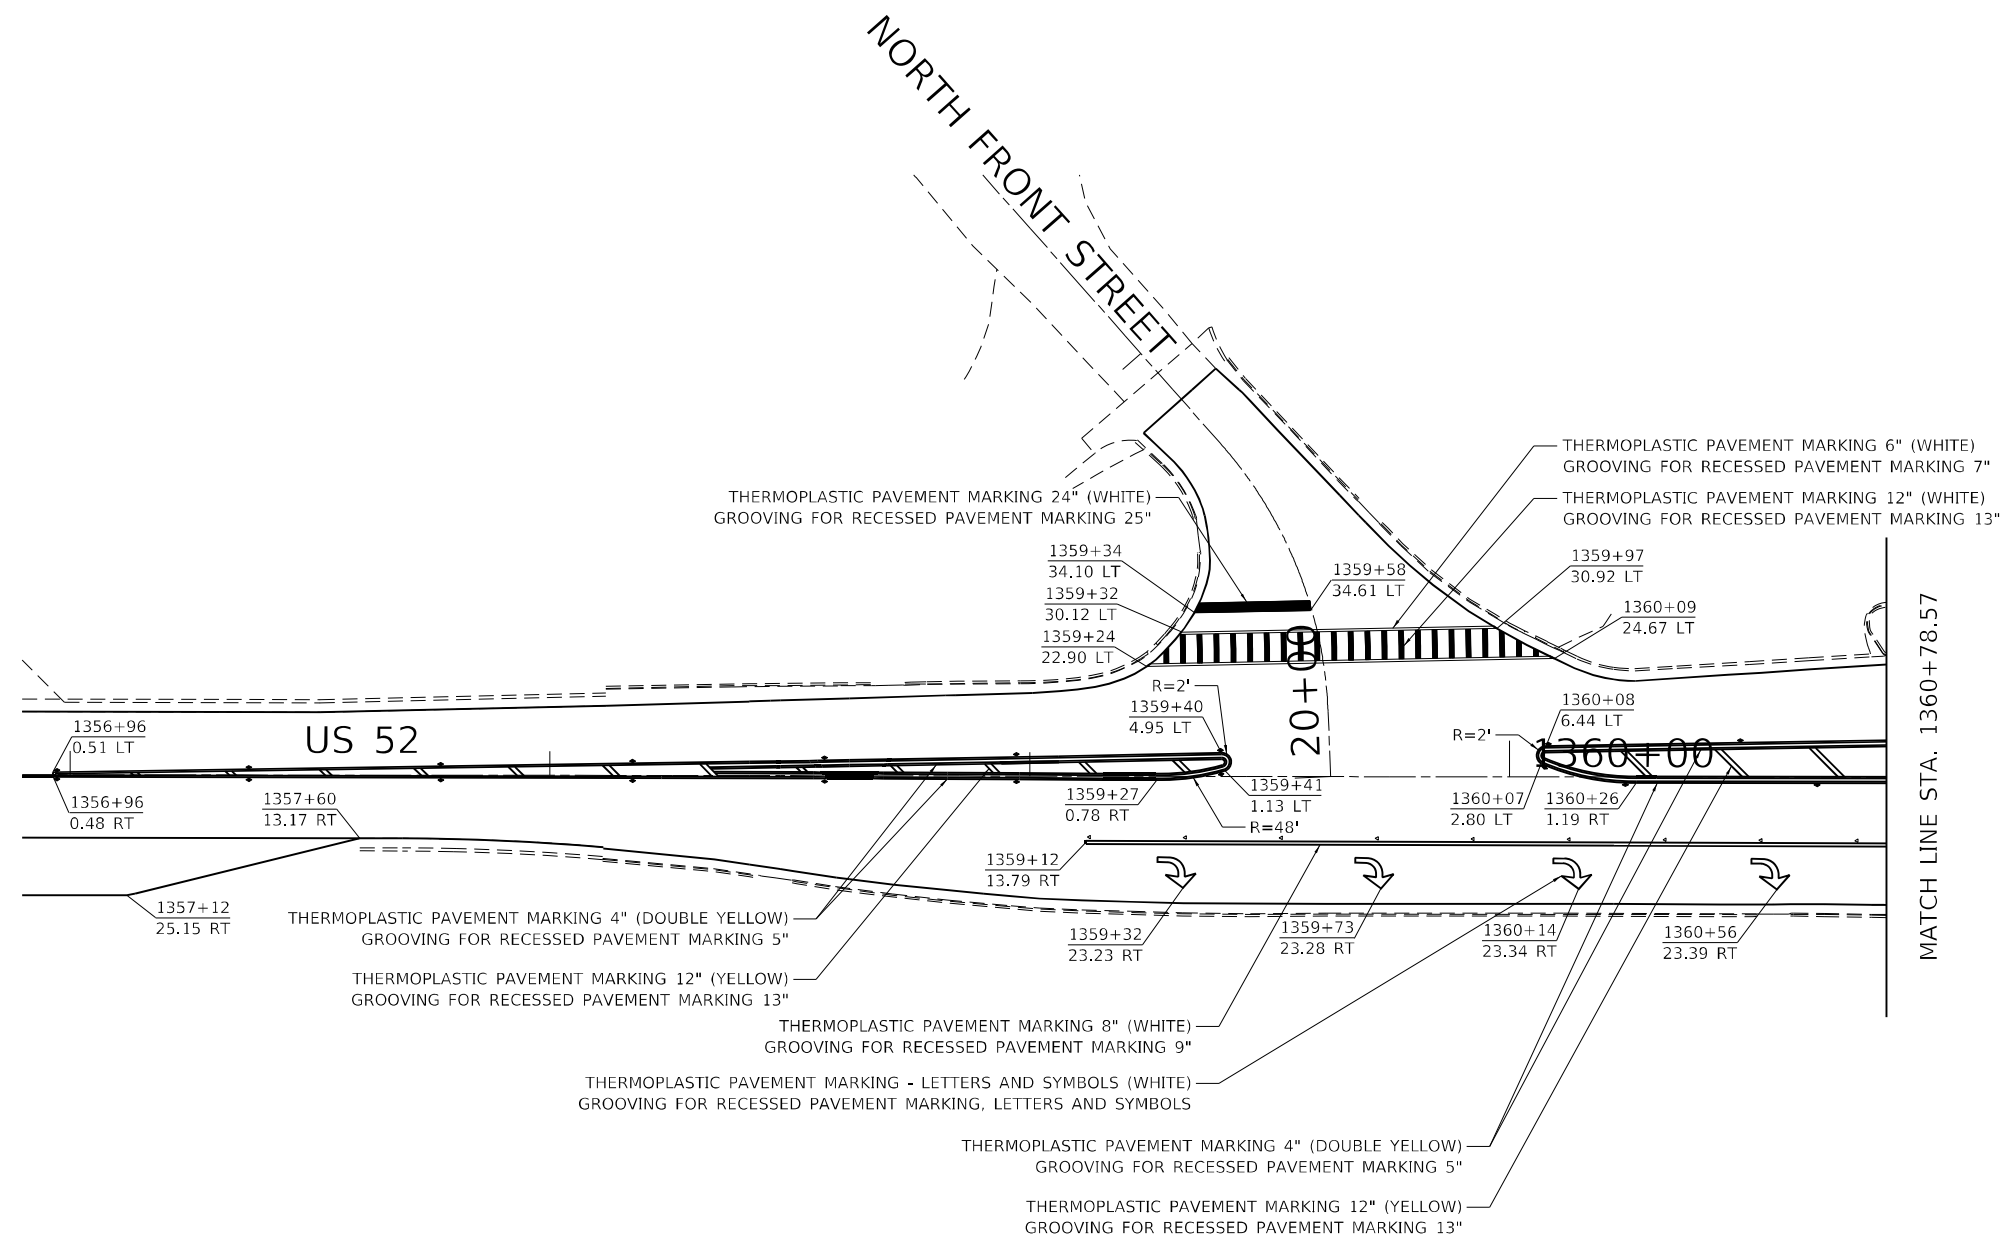 NORTH FRONT STREET
THERMOPLASTIC PAVEMENT MARKING 6" (WHITE)
GROOVING FOR RECESSED PAVEMENT MARKING 7"
THERMOPLASTIC PAVEMENT MARKING 24" (WHITE)
GROOVING FOR RECESSED PAVEMENT MARKING 25"
THERMOPLASTIC PAVEMENT MARKING 12" (WHITE)
GROOVING FOR RECESSED PAVEMENT MARKING 13"
1359+34
34.10 LT
1359+58
34.61 LT
1359+97
30.92 LT
1359+32
30.12 LT
1360+09
24.67 LT
1359+24
22.90 LT
20+00
R=2'
1359+40
4.95 LT
1360+08
6.44 LT
R=2'
1360+00
MATCH LINE STA. 1360+78.57
1356+96
0.51 LT
US 52
1356+96
0.48 RT
1357+60
13.17 RT
1359+27
0.78 RT
1359+41
1.13 LT
R=48'
1360+07
2.80 LT
1360+26
1.19 RT
1359+12
13.79 RT
1357+12
25.15 RT
1359+32
23.23 RT
1359+73
23.28 RT
1360+14
23.34 RT
1360+56
23.39 RT
THERMOPLASTIC PAVEMENT MARKING 4" (DOUBLE YELLOW)
GROOVING FOR RECESSED PAVEMENT MARKING 5"
THERMOPLASTIC PAVEMENT MARKING 12" (YELLOW)
GROOVING FOR RECESSED PAVEMENT MARKING 13"
THERMOPLASTIC PAVEMENT MARKING 8" (WHITE)
GROOVING FOR RECESSED PAVEMENT MARKING 9"
THERMOPLASTIC PAVEMENT MARKING - LETTERS AND SYMBOLS (WHITE)
GROOVING FOR RECESSED PAVEMENT MARKING, LETTERS AND SYMBOLS
THERMOPLASTIC PAVEMENT MARKING 4" (DOUBLE YELLOW)
GROOVING FOR RECESSED PAVEMENT MARKING 5"
THERMOPLASTIC PAVEMENT MARKING 12" (YELLOW)
GROOVING FOR RECESSED PAVEMENT MARKING 13"